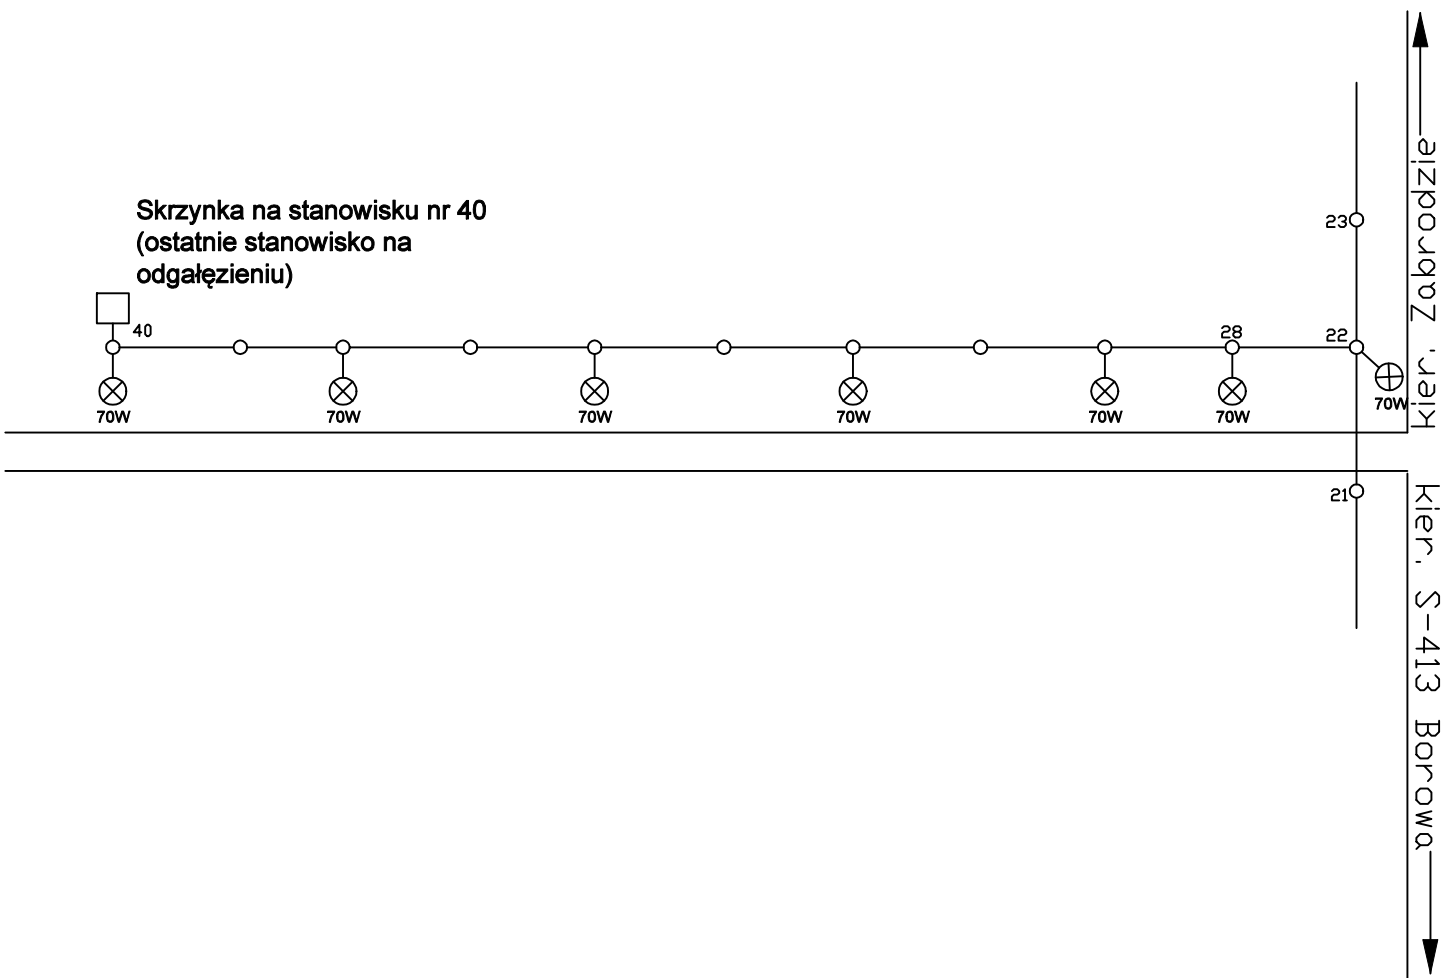 Skrzynka na stanowisku nr 40
(ostatnie stanowisko na
odgałęzieniu)
40
28
22
23
21
70W
70W
70W
70W
70W
70W
70W
kier. Zabrodzie
kier. S-413 Borowa